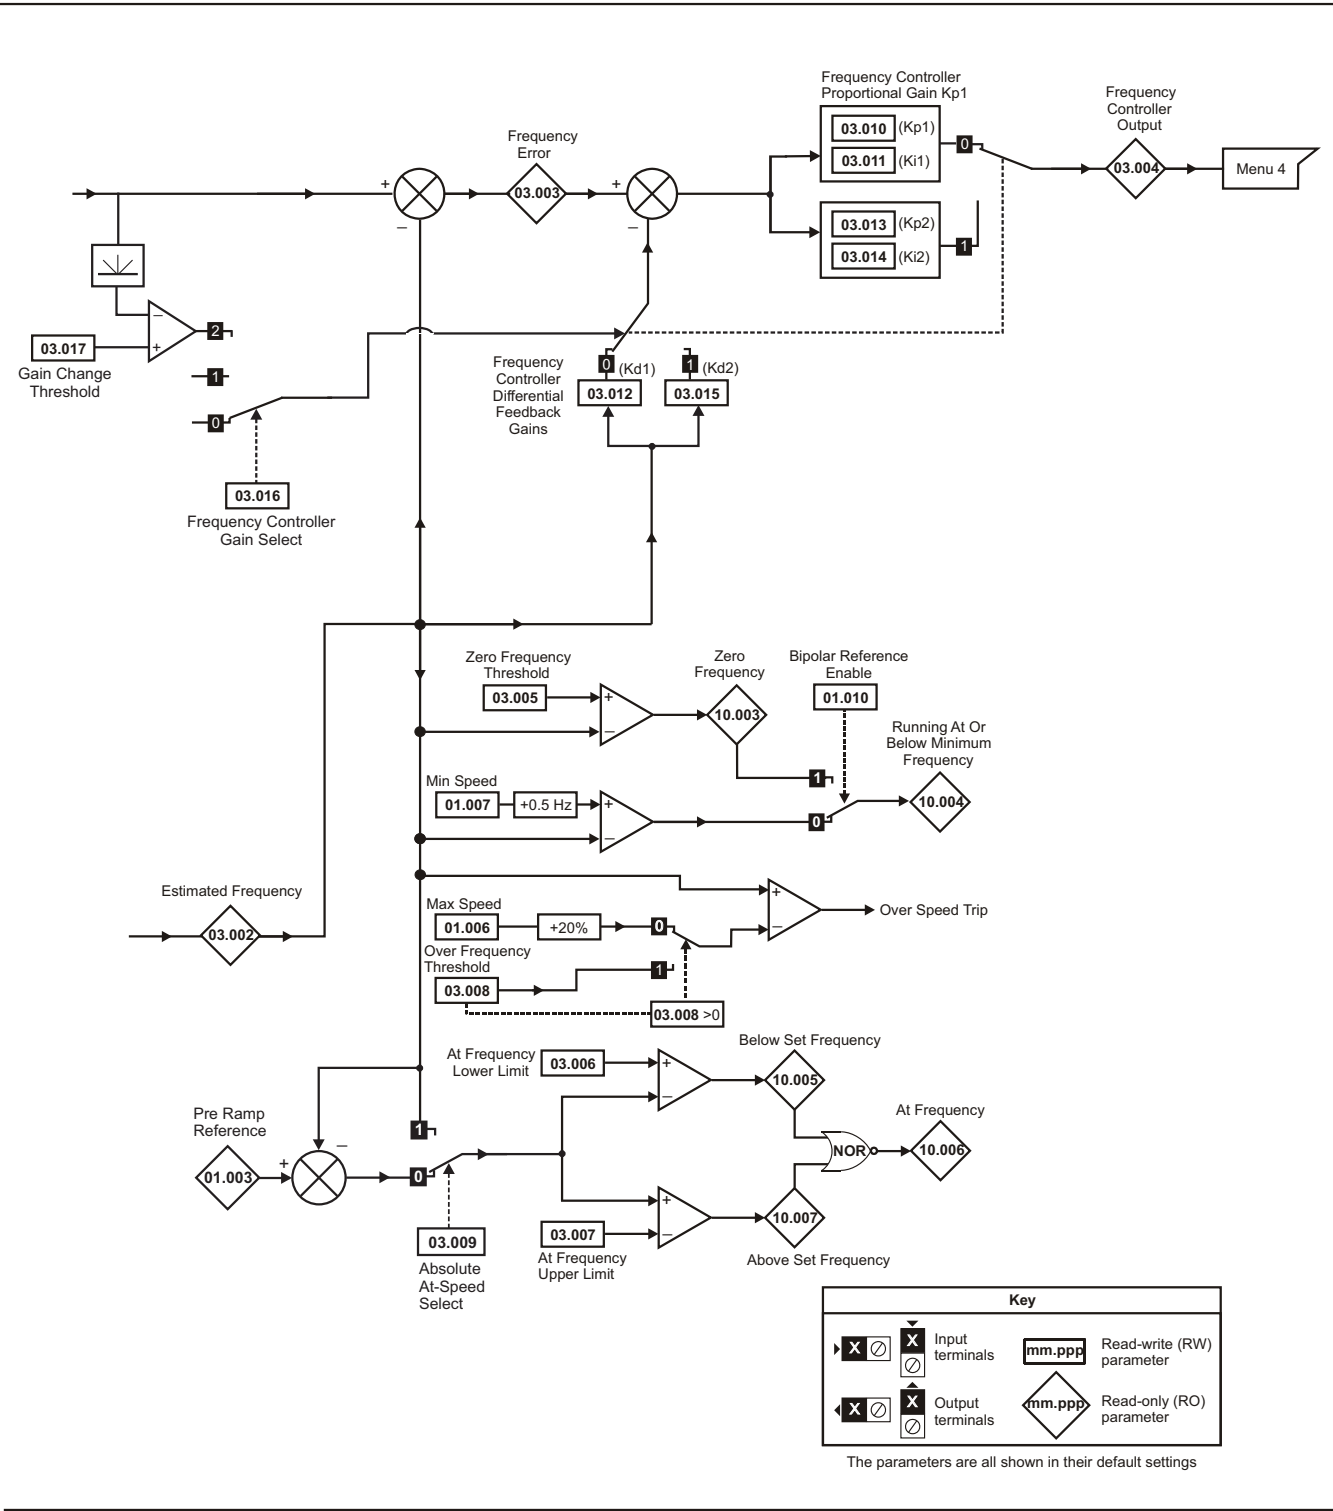 Frequency Controller
Proportional Gain Kp1
03.010 (Kp1)
03.011 (Ki1)
0
Frequency
Controller
Output
03.004
Menu 4
Frequency
Error
03.003
+
−
+
−
03.013 (Kp2)
03.014 (Ki2)
1
−
+
2
03.017
Gain Change
Threshold
1
0
03.016
Frequency Controller
Gain Select
Frequency
Controller
Differential
Feedback
Gains
0 (Kd1)
03.012
1 (Kd2)
03.015
Zero Frequency
Threshold
03.005
+
−
Zero
Frequency
10.003
Bipolar Reference
Enable
01.010
Running At Or
Below Minimum
Frequency
10.004
1
Min Speed
01.007
+0.5 Hz
+
−
0
Estimated Frequency
03.002
Max Speed
01.006
+20%
0
+
−
Over Speed Trip
Over Frequency
Threshold
03.008
1
03.008 >0
At Frequency
Lower Limit
03.006
+
−
Below Set Frequency
10.005
At Frequency
10.006
NOR
Pre Ramp
Reference
01.003
+
−
1
0
03.009
Absolute
At-Speed
Select
03.007
At Frequency
Upper Limit
+
−
10.007
Above Set Frequency
Key
X
X
Input
terminals
mm.ppp
Read-write (RW)
parameter
X
X
Output
terminals
mm.ppp
Read-only (RO)
parameter
The parameters are all shown in their default settings